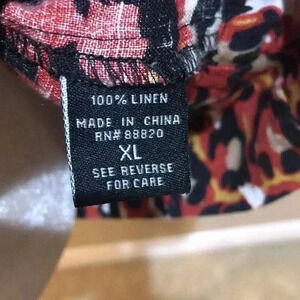 100% LINEN
MADE IN CHINA
RN#88820
XL
SEE REVERSE
FOR CARE